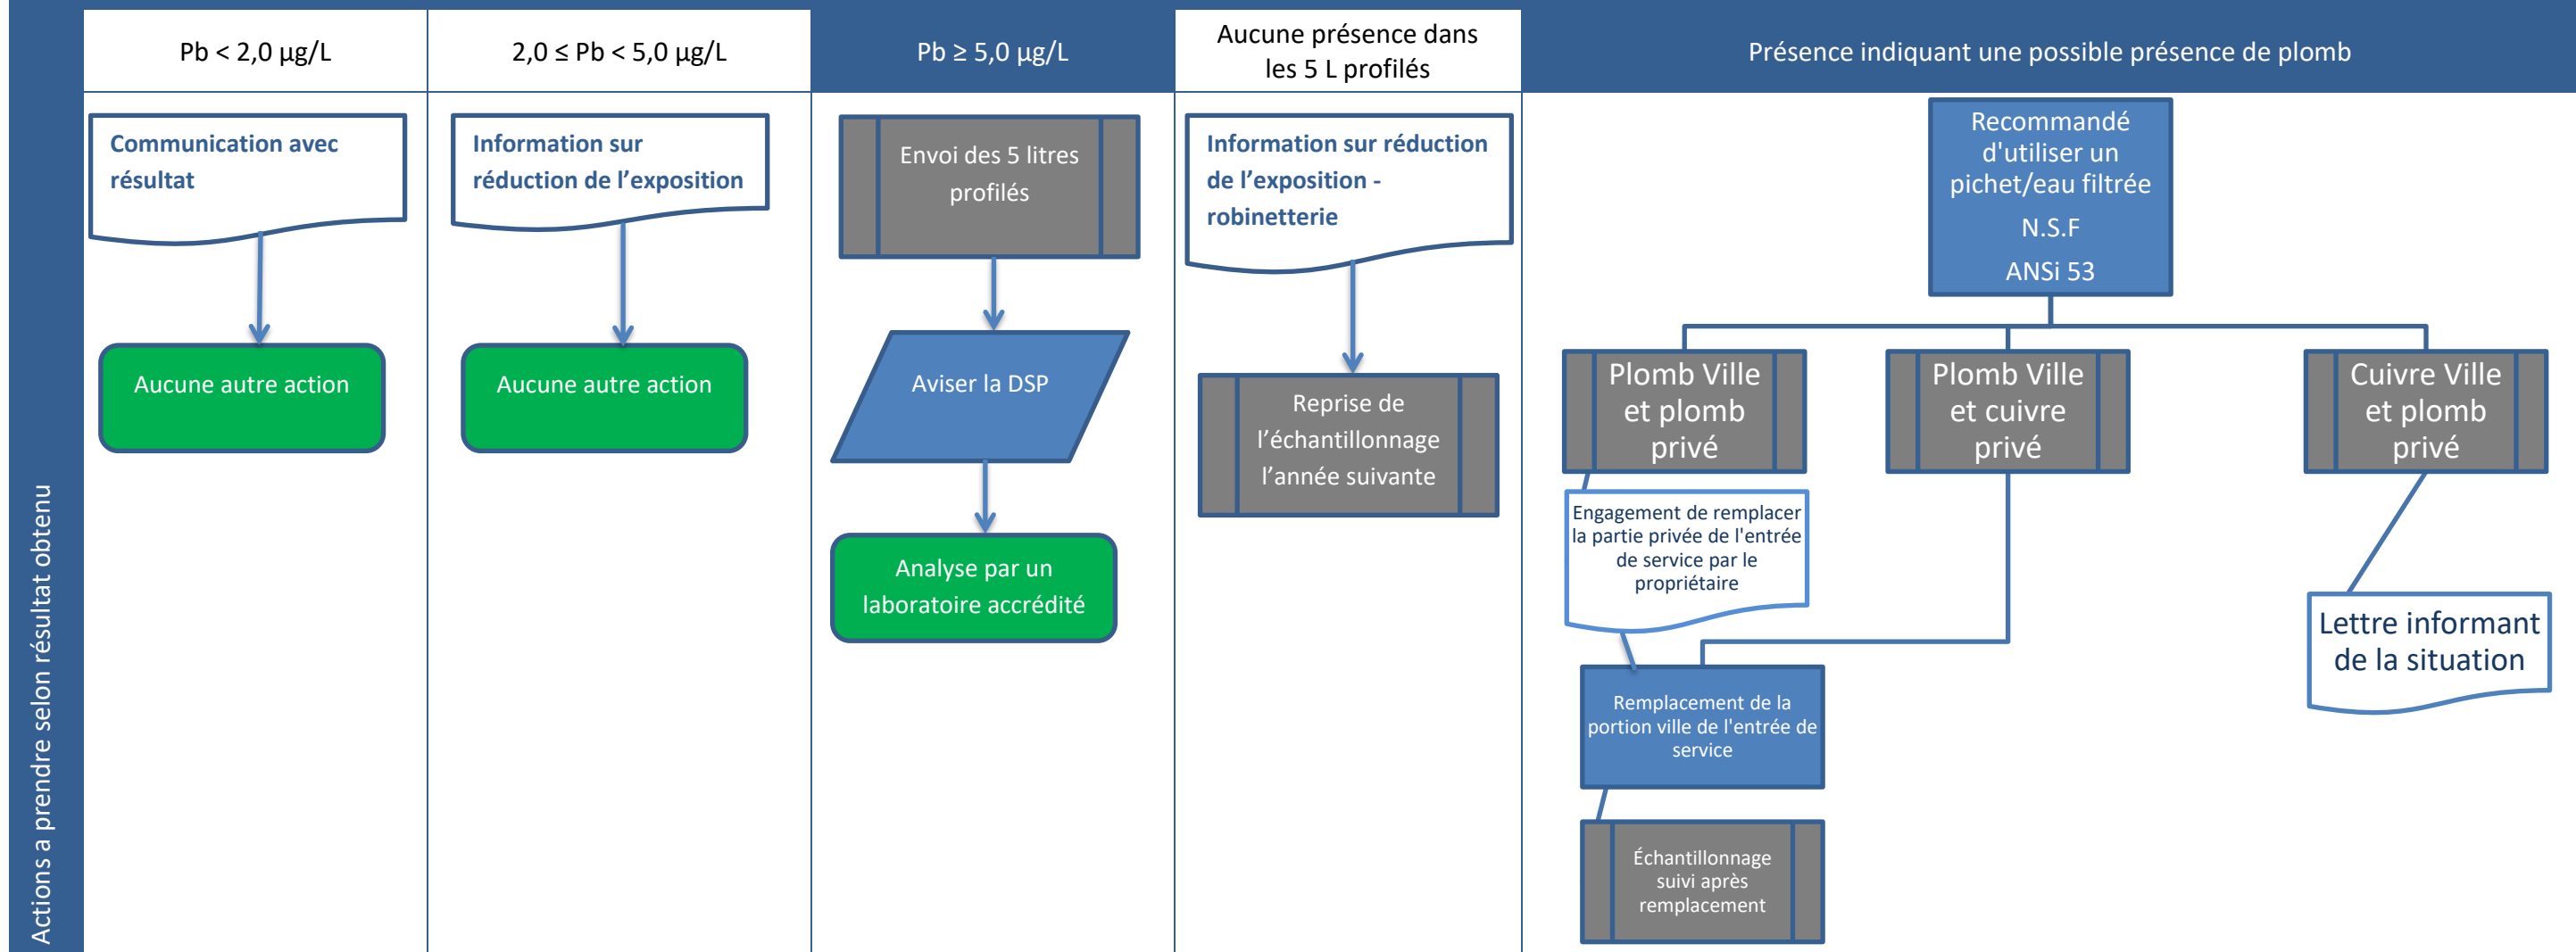 Actions a prendre selon résultat obtenu
Pb < 2,0 µg/L
2,0 ≤ Pb < 5,0 µg/L
Pb ≥ 5,0 µg/L
Aucune présence dans
les 5 L profilés
Présence indiquant une possible présence de plomb
Communication avec
résultat
Aucune autre action
Information sur
réduction de l’exposition
Aucune autre action
Envoi des 5 litres
profilés
Aviser la DSP
Analyse par un
laboratoire accrédité
Information sur réduction
de l’exposition -
robinetterie
Reprise de
l’échantillonnage
l’année suivante
Recommandé
d'utiliser un
pichet/eau filtrée
N.S.F
ANSi 53
Plomb Ville
et plomb
privé
Plomb Ville
et cuivre
privé
Cuivre Ville
et plomb
privé
Engagement de remplacer
la partie privée de l'entrée
de service par le
propriétaire
Lettre informant
de la situation
Remplacement de la
portion ville de l'entrée de
service
Échantillonnage
suivi après
remplacement